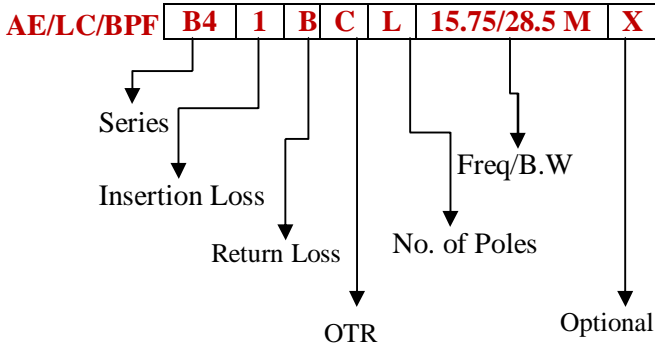 AE/LC/BPF B4 1 B C L 15.75/28.5 M X
Series
Freq/B.W
Insertion Loss
Return Loss
No. of Poles
OTR
Optional